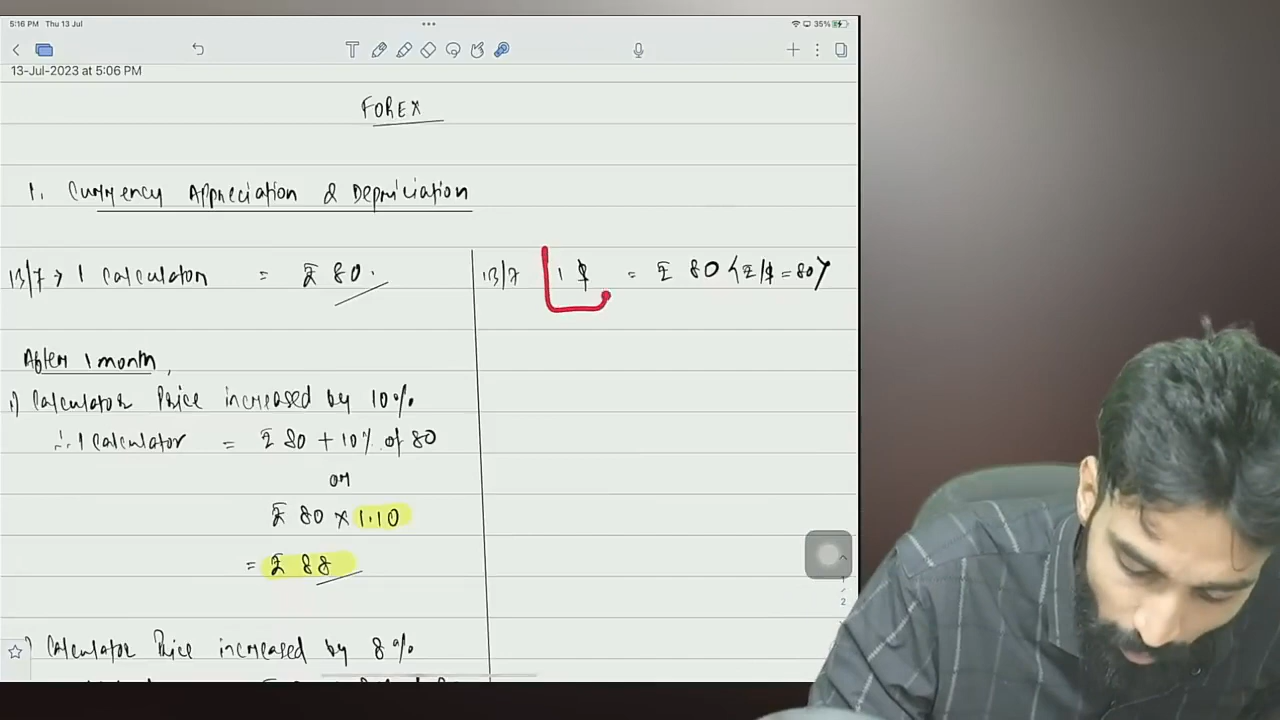 5:16 PM Thu 13 Jul
35%
13-Jul-2023 at 5:06 PM
FOREX
1. Currency Appreciation & Depriciation
13/7 → 1 Calculator = ₹ 80.
After 1 month,
1) Calculator Price increased by 10%
∴ 1 Calculator = ₹ 80 + 10% of 80
or
₹ 80 × 1.10
= ₹ 88
) Calculator Price increased by 8%
13/7 1 $ = ₹ 80 {₹/$ = 80}
1
2